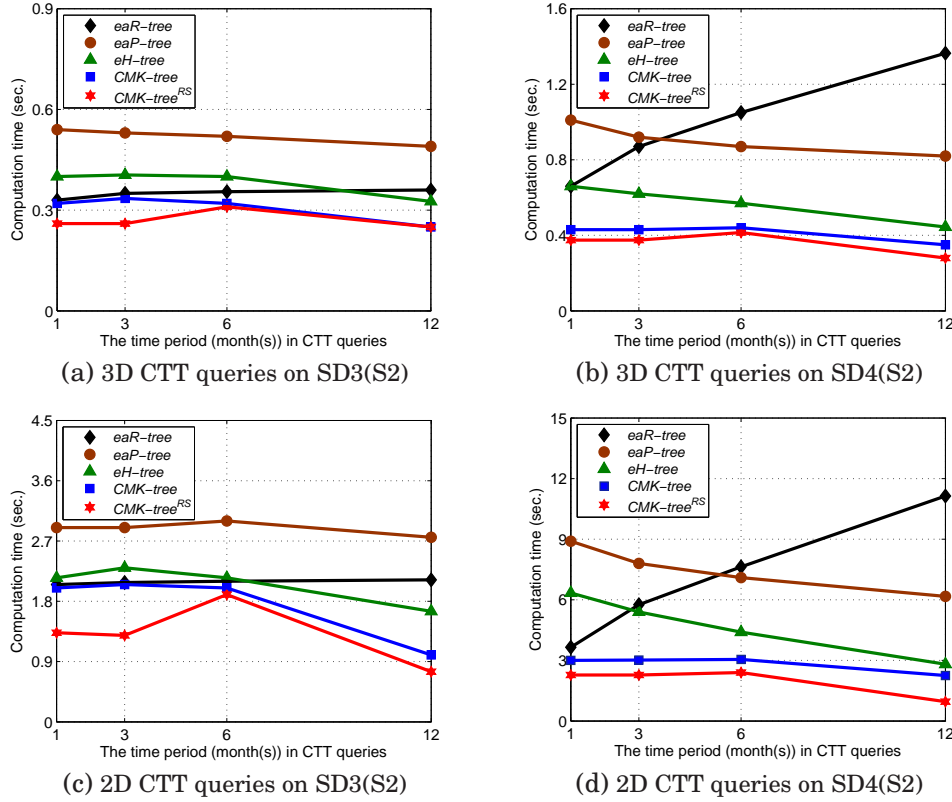 0.9
0.6
0.3
0
Computation time (sec.)
eaR-tree
eaP-tree
eH-tree
CMK-tree
CMK-tree^RS
1 3 6 12
The time period (month(s)) in CTT queries
(a) 3D CTT queries on SD3(S2)
1.6
1.2
0.8
0.4
0
Computation time (sec.)
eaR-tree
eaP-tree
eH-tree
CMK-tree
CMK-tree^RS
1 3 6 12
The time period (month(s)) in CTT queries
(b) 3D CTT queries on SD4(S2)
4.5
3.6
2.7
1.8
0.9
0
Computation time (sec.)
eaR-tree
eaP-tree
eH-tree
CMK-tree
CMK-tree^RS
1 3 6 12
The time period (month(s)) in CTT queries
(c) 2D CTT queries on SD3(S2)
15
12
9
6
3
0
Computation time (sec.)
eaR-tree
eaP-tree
eH-tree
CMK-tree
CMK-tree^RS
1 3 6 12
The time period (month(s)) in CTT queries
(d) 2D CTT queries on SD4(S2)